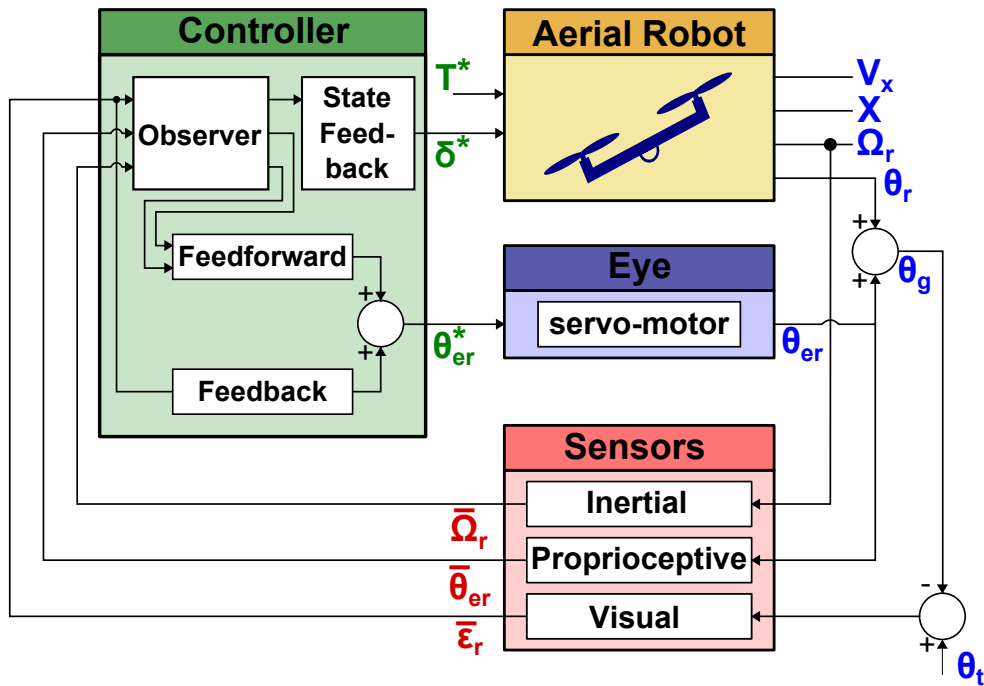 Controller
Observer
State
Feed-
back
Feedforward
+
+
Feedback
T*
δ*
θ*er
Aerial Robot
Vx
X
Ωr
θr
+
+
θg
Eye
servo-motor
θer
Sensors
Inertial
Proprioceptive
Visual
Ω̅r
θ̅er
ε̅r
-
+
θt